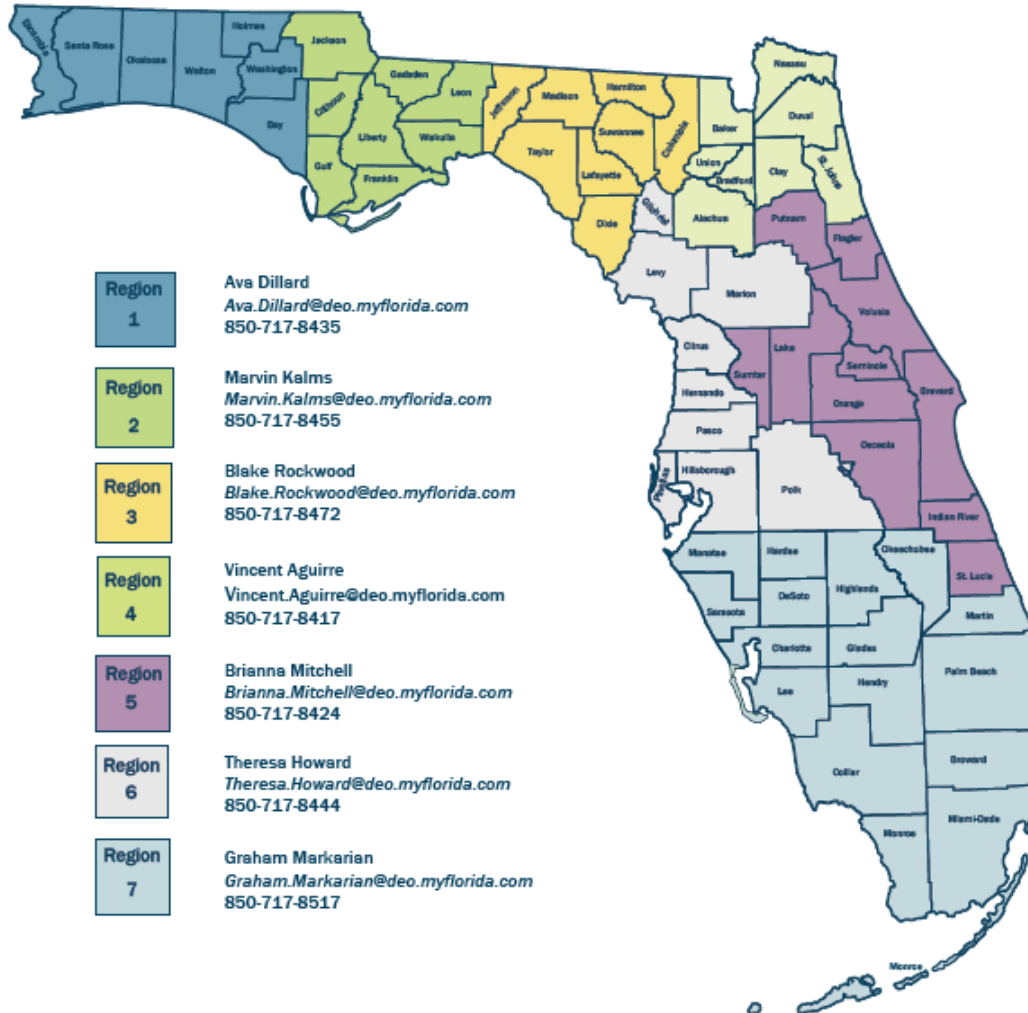 Escambia
Santa Rosa
Okaloosa
Walton
Holmes
Washington
Bay
Jackson
Calhoun
Gulf
Gadsden
Liberty
Franklin
Leon
Wakulla
Jefferson
Madison
Taylor
Hamilton
Suwannee
Lafayette
Dixie
Columbia
Baker
Nassau
Duval
Union
Bradford
Clay
St. Johns
Alachua
Gilchrist
Levy
Marion
Putnam
Flagler
Volusia
Citrus
Sumter
Lake
Seminole
Orange
Brevard
Hernando
Pasco
Osceola
Pinellas
Hillsborough
Polk
Indian River
Manatee
Hardee
Highlands
Okeechobee
St. Lucie
Sarasota
DeSoto
Martin
Charlotte
Glades
Lee
Hendry
Palm Beach
Collier
Broward
Monroe
Miami-Dade
Monroe
Region
1
Ava Dillard
Ava.Dillard@deo.myflorida.com
850-717-8435
Region
2
Marvin Kalms
Marvin.Kalms@deo.myflorida.com
850-717-8455
Region
3
Blake Rockwood
Blake.Rockwood@deo.myflorida.com
850-717-8472
Region
4
Vincent Aguirre
Vincent.Aguirre@deo.myflorida.com
850-717-8417
Region
5
Brianna Mitchell
Brianna.Mitchell@deo.myflorida.com
850-717-8424
Region
6
Theresa Howard
Theresa.Howard@deo.myflorida.com
850-717-8444
Region
7
Graham Markarian
Graham.Markarian@deo.myflorida.com
850-717-8517